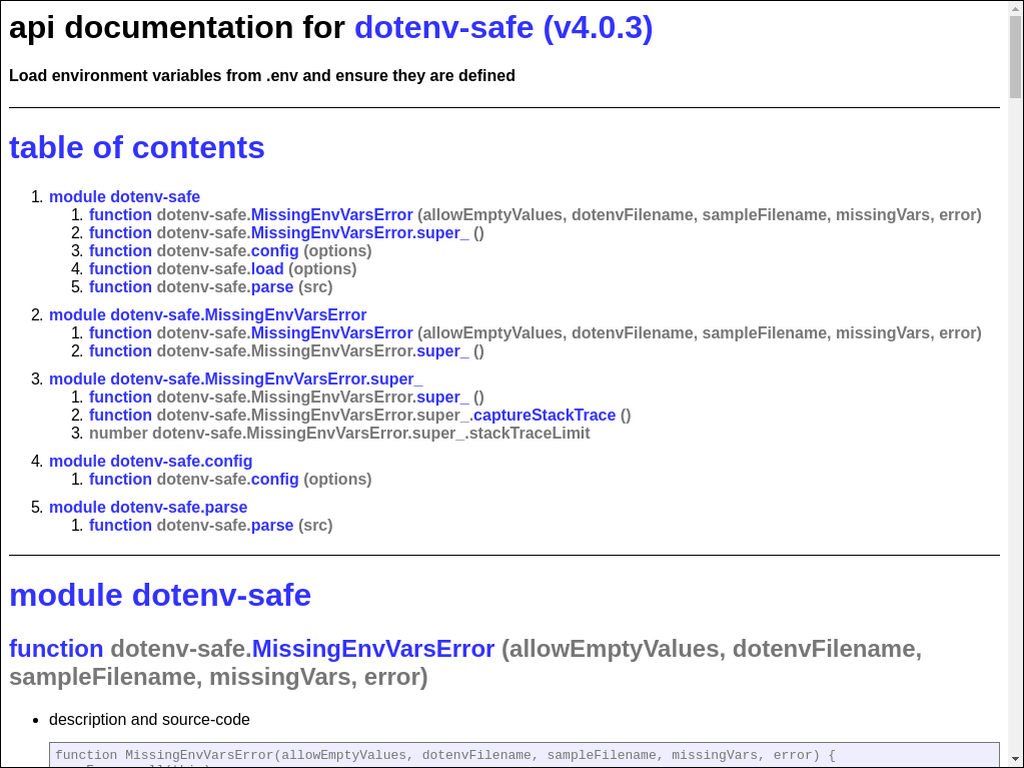 api documentation for dotenv-safe (v4.0.3)
Load environment variables from .env and ensure they are defined
table of contents
1. module dotenv-safe
1. function dotenv-safe.MissingEnvVarsError (allowEmptyValues, dotenvFilename, sampleFilename, missingVars, error)
2. function dotenv-safe.MissingEnvVarsError.super_ ()
3. function dotenv-safe.config (options)
4. function dotenv-safe.load (options)
5. function dotenv-safe.parse (src)
2. module dotenv-safe.MissingEnvVarsError
1. function dotenv-safe.MissingEnvVarsError (allowEmptyValues, dotenvFilename, sampleFilename, missingVars, error)
2. function dotenv-safe.MissingEnvVarsError.super_ ()
3. module dotenv-safe.MissingEnvVarsError.super_
1. function dotenv-safe.MissingEnvVarsError.super_ ()
2. function dotenv-safe.MissingEnvVarsError.super_.captureStackTrace ()
3. number dotenv-safe.MissingEnvVarsError.super_.stackTraceLimit
4. module dotenv-safe.config
1. function dotenv-safe.config (options)
5. module dotenv-safe.parse
1. function dotenv-safe.parse (src)
module dotenv-safe
function dotenv-safe.MissingEnvVarsError (allowEmptyValues, dotenvFilename,
sampleFilename, missingVars, error)
• description and source-code
function MissingEnvVarsError(allowEmptyValues, dotenvFilename, sampleFilename, missingVars, error) {